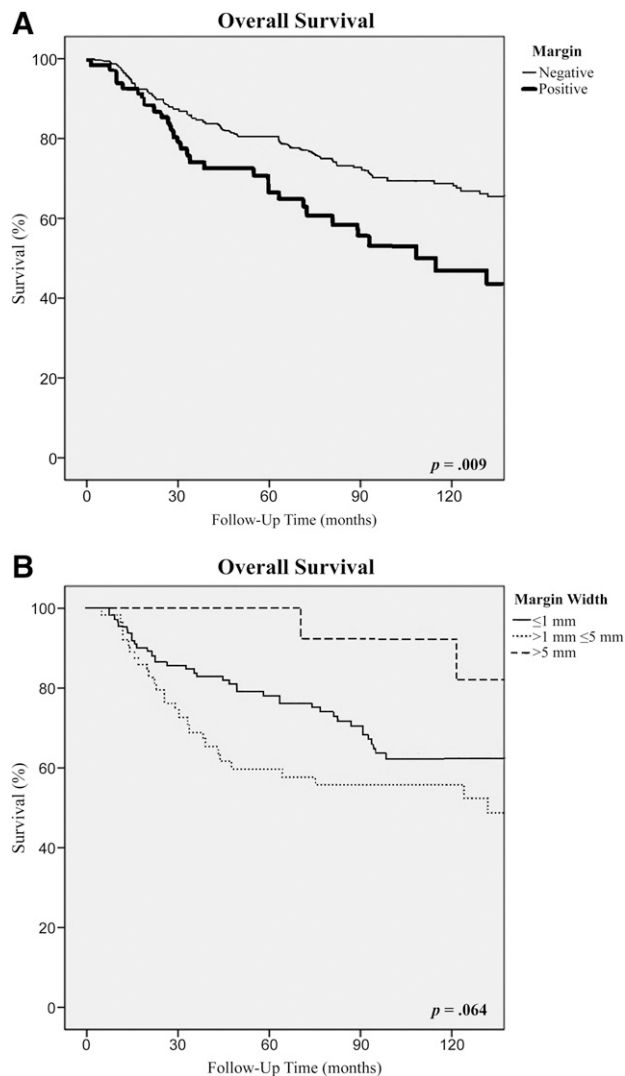 A
Overall Survival
Margin
Negative
Positive
100
80
60
40
20
0
Survival (%)
p = .009
0 30 60 90 120
Follow-Up Time (months)
B
Overall Survival
Margin Width
≤1 mm
>1 mm ≤5 mm
>5 mm
100
80
60
40
20
0
Survival (%)
p = .064
0 30 60 90 120
Follow-Up Time (months)